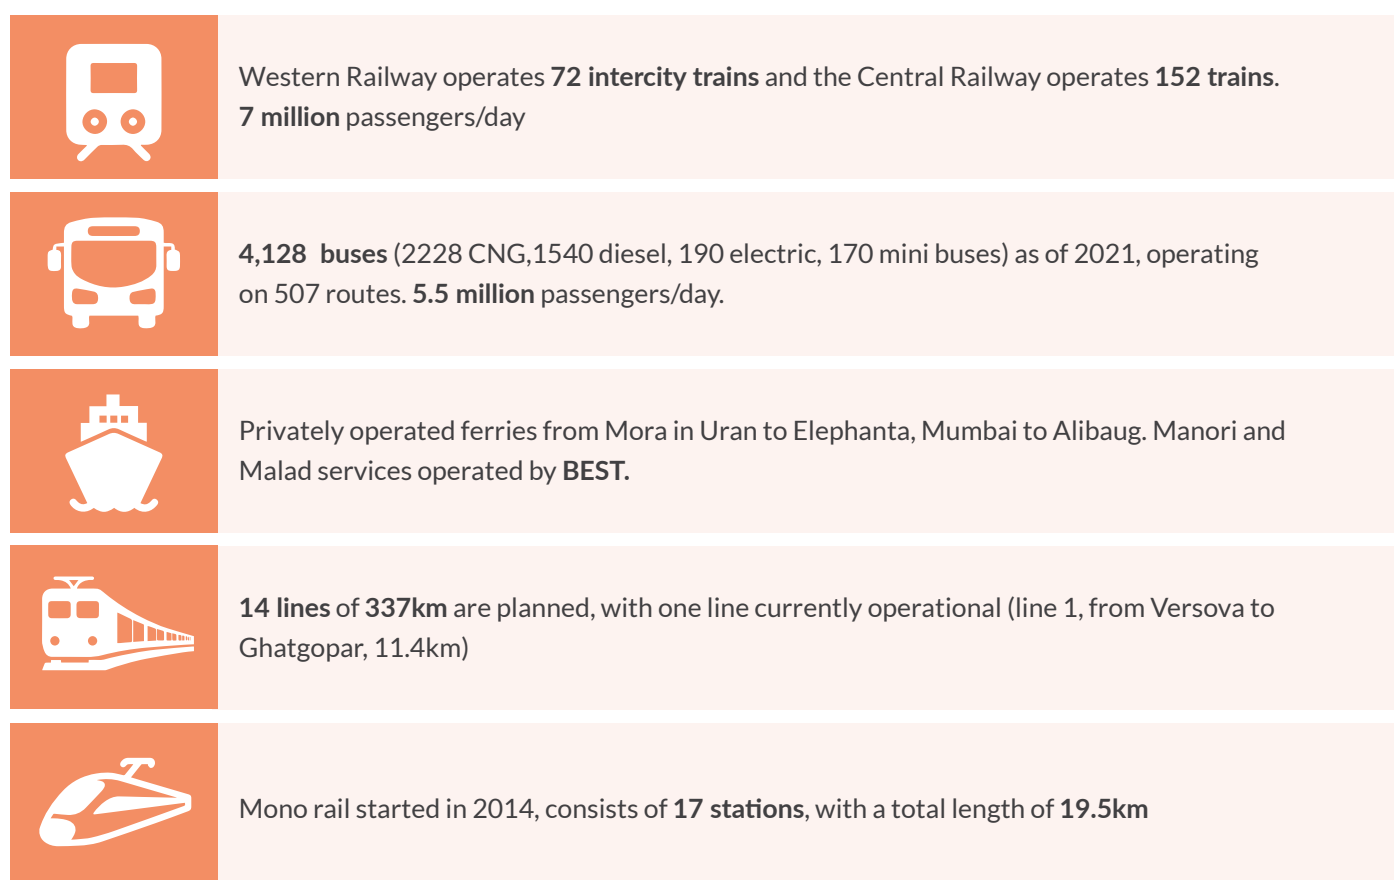 Western Railway operates 72 intercity trains and the Central Railway operates 152 trains.
7 million passengers/day
4,128 buses (2228 CNG,1540 diesel, 190 electric, 170 mini buses) as of 2021, operating
on 507 routes. 5.5 million passengers/day.
Privately operated ferries from Mora in Uran to Elephanta, Mumbai to Alibaug. Manori and
Malad services operated by BEST.
14 lines of 337km are planned, with one line currently operational (line 1, from Versova to
Ghatgopar, 11.4km)
Mono rail started in 2014, consists of 17 stations, with a total length of 19.5km